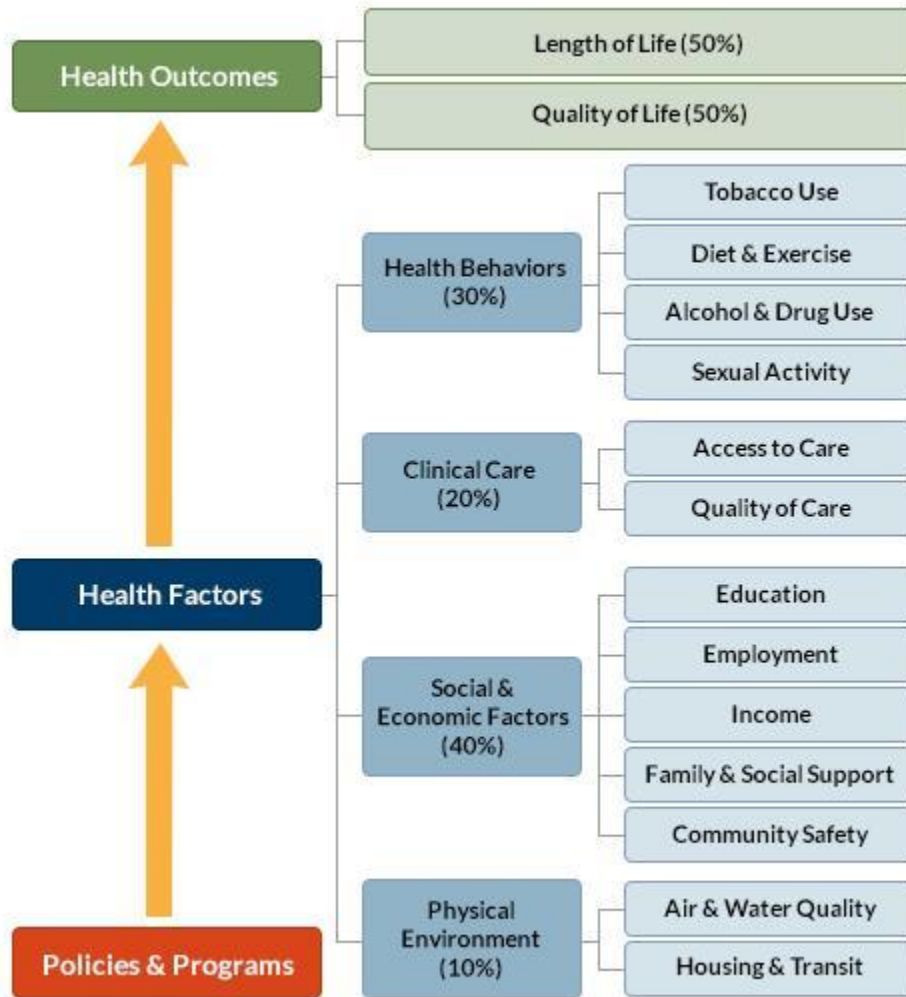 Health Outcomes
Length of Life (50%)
Quality of Life (50%)
Health Behaviors
(30%)
Tobacco Use
Diet & Exercise
Alcohol & Drug Use
Sexual Activity
Clinical Care
(20%)
Access to Care
Quality of Care
Health Factors
Social &
Economic Factors
(40%)
Education
Employment
Income
Family & Social Support
Community Safety
Physical
Environment
(10%)
Air & Water Quality
Housing & Transit
Policies & Programs